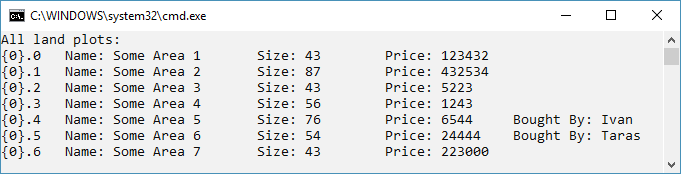 C:\WINDOWS\system32\cmd.exe
All land plots:
{0}.0 Name: Some Area 1 Size: 43 Price: 123432
{0}.1 Name: Some Area 2 Size: 87 Price: 432534
{0}.2 Name: Some Area 3 Size: 43 Price: 5223
{0}.3 Name: Some Area 4 Size: 56 Price: 1243
{0}.4 Name: Some Area 5 Size: 76 Price: 6544 Bought By: Ivan
{0}.5 Name: Some Area 6 Size: 54 Price: 24444 Bought By: Taras
{0}.6 Name: Some Area 7 Size: 43 Price: 223000